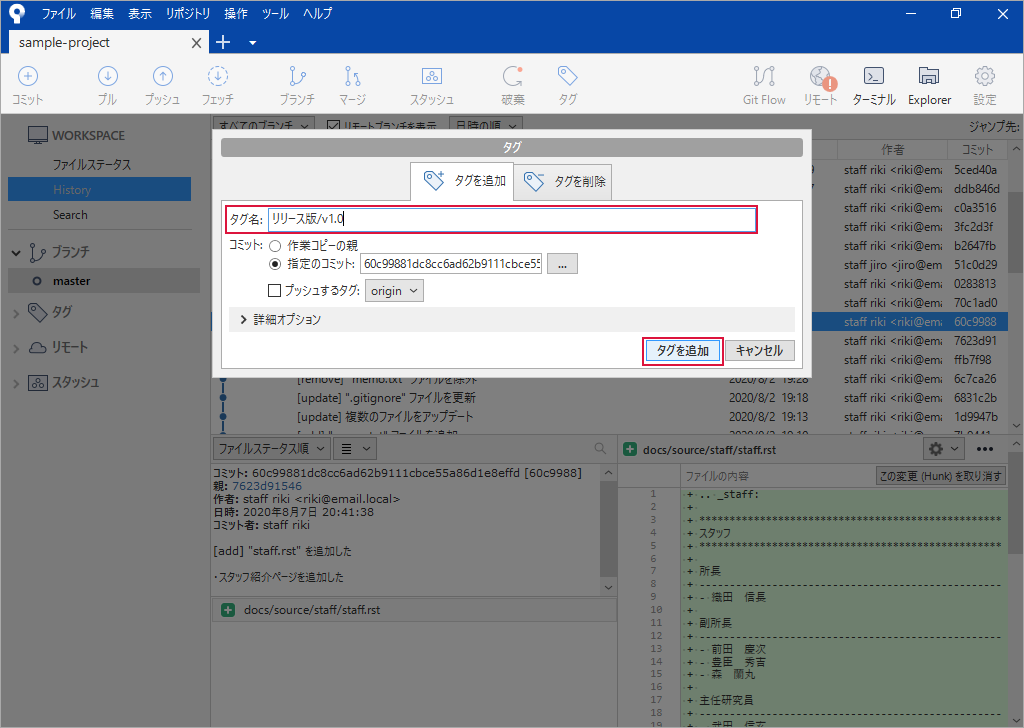 ファイル 編集 表示 リポジトリ 操作 ツール ヘルプ
sample-project
コミット プル プッシュ フェッチ ブランチ マージ スタッシュ 破棄 タグ Git Flow リモート ターミナル Explorer 設定
WORKSPACE
ファイルステータス
History
Search
ブランチ
master
タグ
リモート
スタッシュ
すべてのブランチ リモートブランチを表示 日時の順 ジャンプ先:
作者 コミット
staff riki <riki@ema 5ced40a
staff riki <riki@ema ddb846d
staff riki <riki@ema c0a3516
staff riki <riki@ema 3fc2d3f
staff riki <riki@ema b2647fb
staff jiro <jiro@ema 51c0d29
staff riki <riki@ema 0283813
staff riki <riki@ema 70c1ad0
staff riki <riki@ema 60c9988
staff riki <riki@ema 7623d91
staff riki <riki@ema ffb7f98
[remove] "memo.txt" ファイルを除外 2020/8/2 19:28 staff riki <riki@ema 6c7ca26
[update] ".gitignore" ファイルを更新 2020/8/2 19:18 staff riki <riki@ema 6831c2b
[update] 複数のファイルをアップデート 2020/8/2 19:13 staff riki <riki@ema 1d9947b
タグ
タグを追加 タグを削除
タグ名: リリース版/v1.0
コミット: 作業コピーの親
指定のコミット: 60c99881dc8cc6ad62b9111cbce55 ...
プッシュするタグ: origin
詳細オプション
タグを追加 キャンセル
ファイルステータス順
コミット: 60c99881dc8cc6ad62b9111cbce55a86d1e8effd [60c9988]
親: 7623d91546
作者: staff riki <riki@email.local>
日時: 2020年8月7日 20:41:38
コミット者: staff riki
[add] "staff.rst" を追加した
・スタッフ紹介ページを追加した
docs/source/staff/staff.rst
docs/source/staff/staff.rst
ファイルの内容 この変更 (Hunk) を取り消す
1 + .. _staff:
2 +
3 + **************************************************
4 + スタッフ
5 + **************************************************
6 +
7 + 所長
8 + --------------------------------------------------
9 + - 織田 信長
10 +
11 + 副所長
12 + --------------------------------------------------
13 + - 前田 慶次
14 + - 豊臣 秀吉
15 + - 森 蘭丸
16 +
17 + 主任研究員
18 + --------------------------------------------------
19 + - 武田 信玄